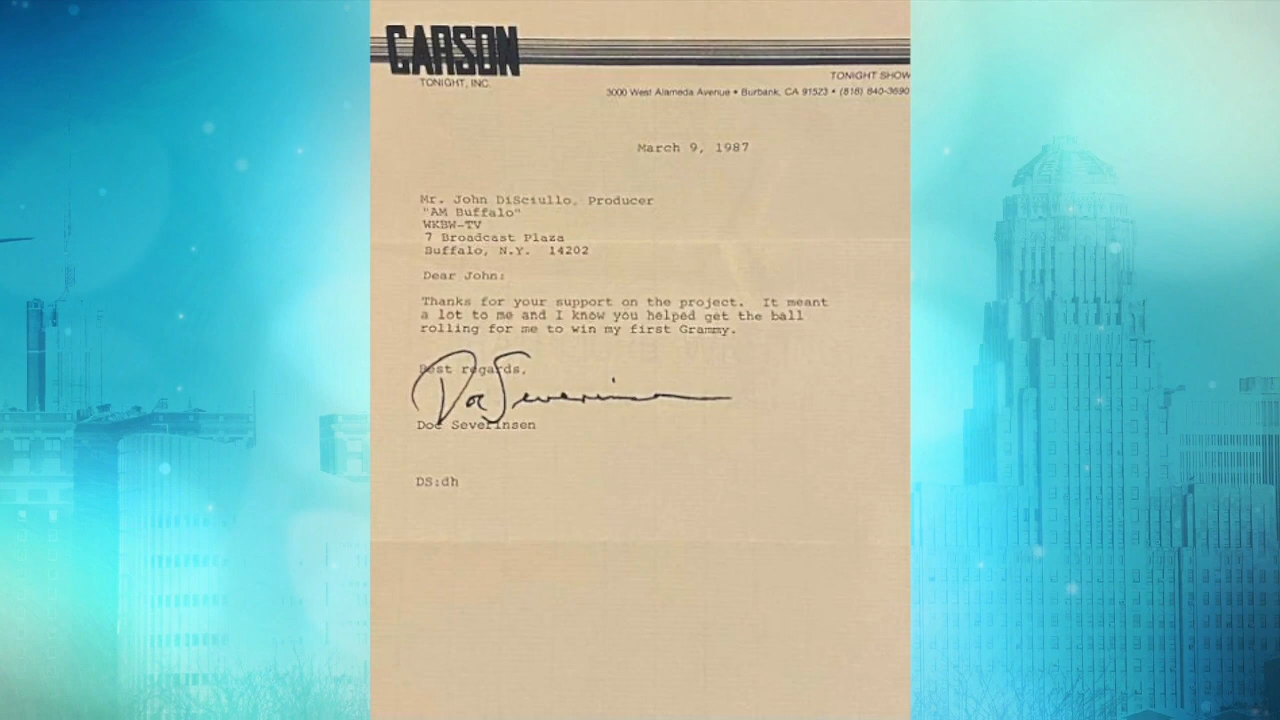 CARSON
TONIGHT, INC.
TONIGHT SHOW
3000 West Alameda Avenue • Burbank, CA 91523 • (818) 840-3690
March 9, 1987
Mr. John DiSciullo, Producer
"AM Buffalo"
WKBW-TV
7 Broadcast Plaza
Buffalo, N.Y. 14202
Dear John:
Thanks for your support on the project. It meant
a lot to me and I know you helped get the ball
rolling for me to win my first Grammy.
Best regards,
Doc Severinsen
Doc Severinsen
DS:dh